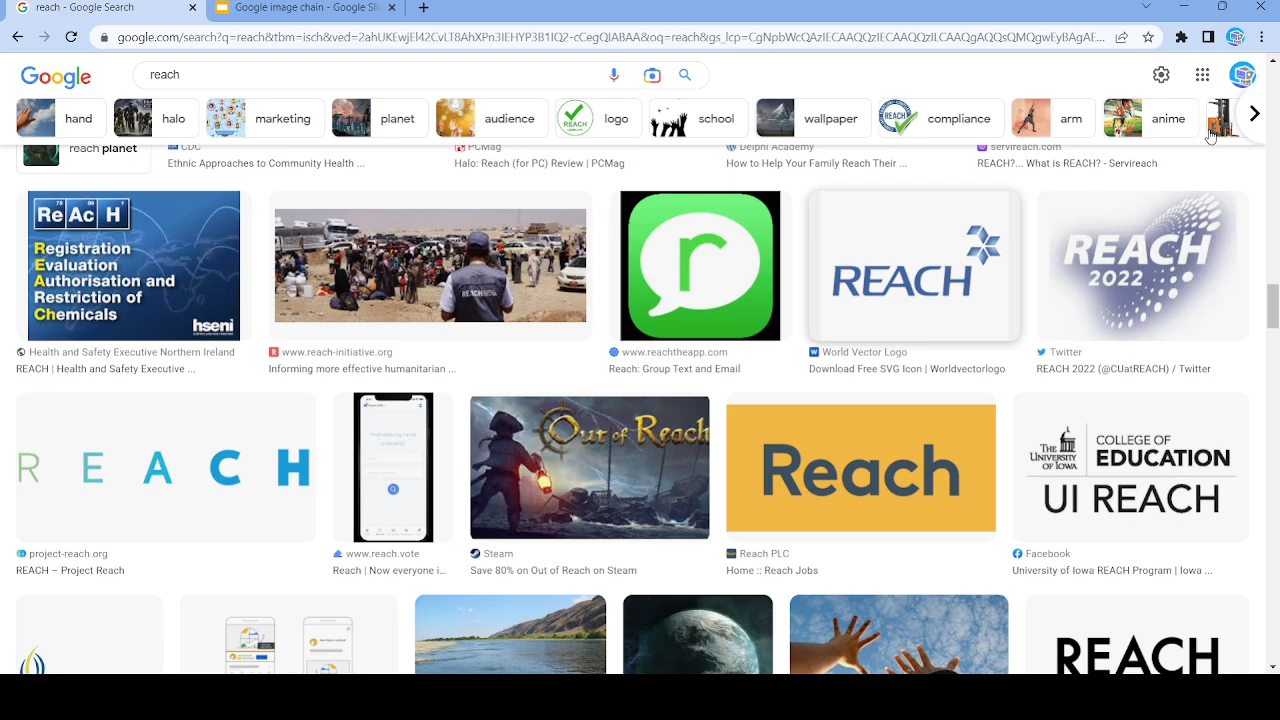 reach - Google Search
Google image chain - Google Sli
google.com/search?q=reach&tbm=isch&ved=2ahUKEwjEl42CvLT8AhXPn3IEHYP3B1IQ2-cCegQIABAA&oq=reach&gs_lcp=CgNpbWcQAzIECAAQQzIECAAQQzILCAAQgAQQsQMQgwEyBAgAE...
Google
reach
hand
halo
marketing
planet
audience
REACH
logo
school
wallpaper
REACH
compliance
arm
anime
reach planet
CDC
Ethnic Approaches to Community Health ...
PCMag
Halo: Reach (for PC) Review | PCMag
Delphi Academy
How to Help Your Family Reach Their ...
servireach.com
REACH?... What is REACH? - Servireach
ReAcH
Registration
Evaluation
Authorisation and
Restriction of
Chemicals
hseni
REACH
r
REACH
REACH
2022
Health and Safety Executive Northern Ireland
REACH | Health and Safety Executive ...
www.reach-initiative.org
Informing more effective humanitarian ...
www.reachtheapp.com
Reach: Group Text and Email
World Vector Logo
Download Free SVG Icon | Worldvectorlogo
Twitter
REACH 2022 (@CUatREACH) / Twitter
REACH
Out of Reach
Reach
THE
UNIVERSITY
OF IOWA
COLLEGE OF
EDUCATION
UI REACH
project-reach.org
REACH – Project Reach
www.reach.vote
Reach | Now everyone i...
Steam
Save 80% on Out of Reach on Steam
Reach PLC
Home :: Reach Jobs
Facebook
University of Iowa REACH Program | Iowa ...
REACH